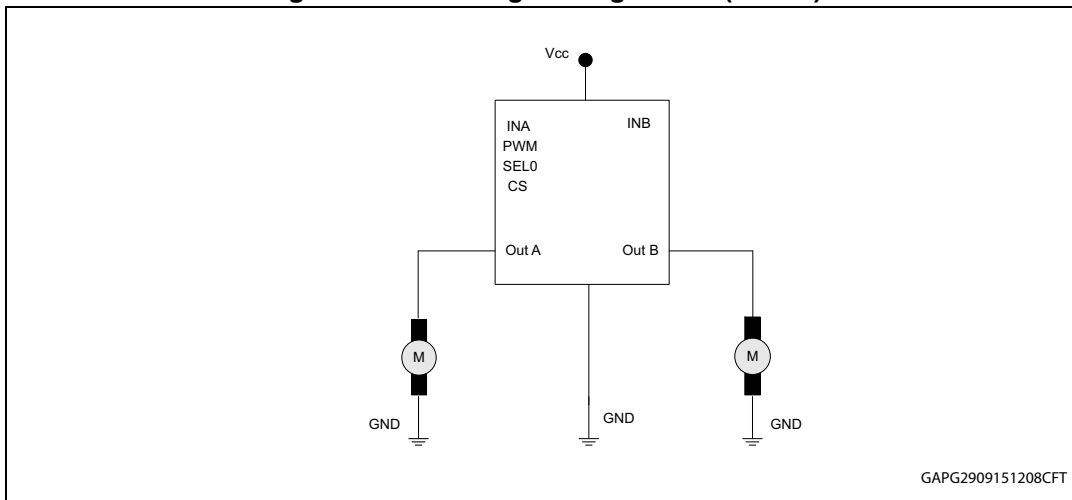 Vcc
INA INB
PWM
SEL0
CS
Out A Out B
M M
GND GND GND
GAPG2909151208CFT